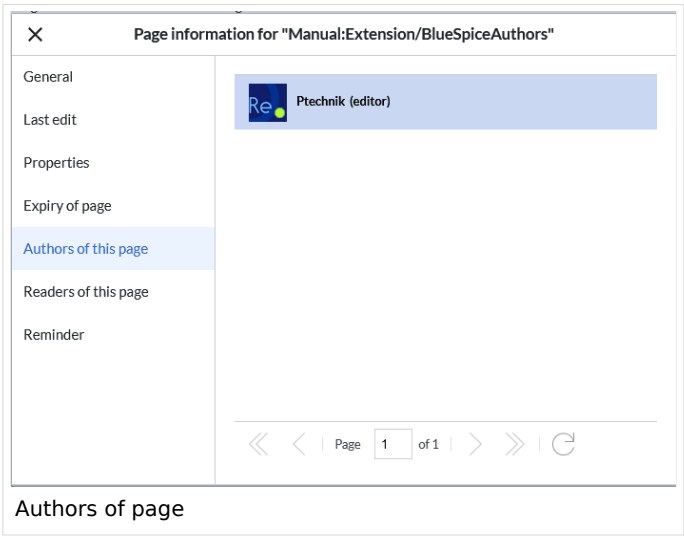 Page information for "Manual:Extension/BlueSpiceAuthors"
General
Last edit
Properties
Expiry of page
Authors of this page
Readers of this page
Reminder
Re
Ptechnik (editor)
Page 1 of 1
Authors of page